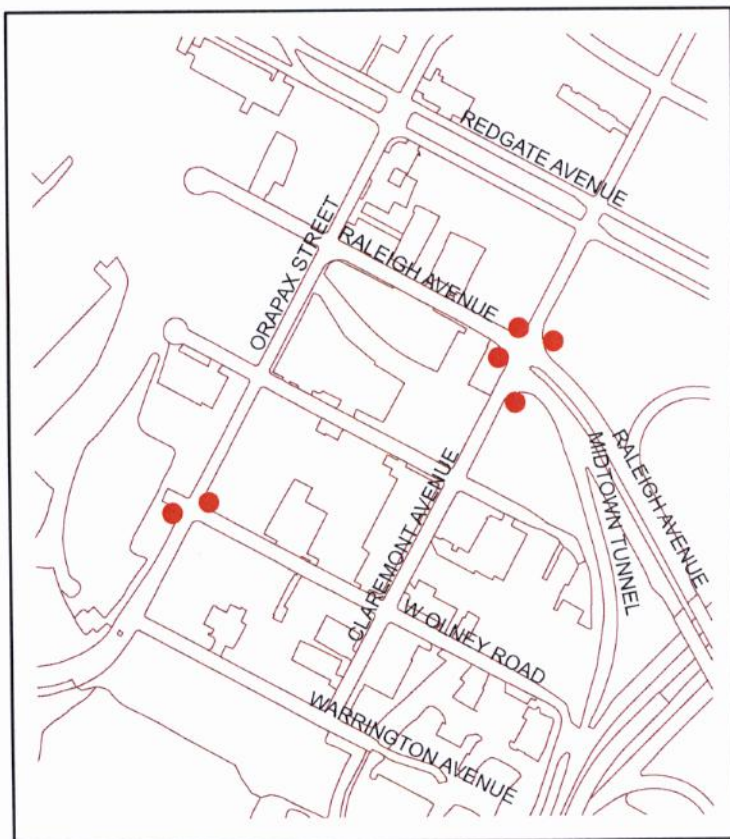 REDGATE AVENUE
ORAPAX STREET
RALEIGH AVENUE
MIDTOWN TUNNEL
RALEIGH AVENUE
CLAREMONT AVENUE
W OLNEY ROAD
WARRINGTON AVENUE